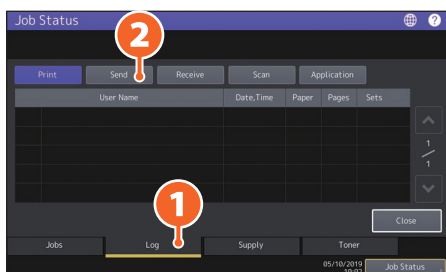 Job Status
?
2
Print Send Receive Scan Application
User Name Date,Time Paper Pages Sets
1
1
Close
1
Jobs Log Supply Toner
05/10/2019
Job Status